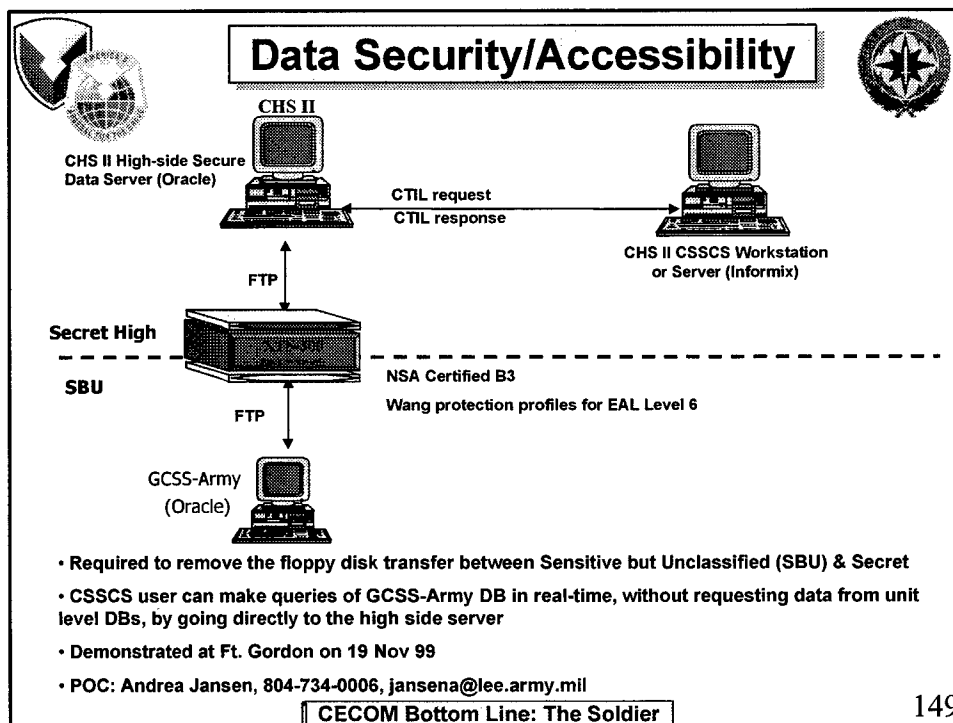 Data Security/Accessibility
CHS II
CHS II High-side Secure
Data Server (Oracle)
CTIL request
CTIL response
CHS II CSSCS Workstation
or Server (Informix)
FTP
Secret High
SBU
NSA Certified B3
Wang protection profiles for EAL Level 6
FTP
GCSS-Army
(Oracle)
• Required to remove the floppy disk transfer between Sensitive but Unclassified (SBU) & Secret
• CSSCS user can make queries of GCSS-Army DB in real-time, without requesting data from unit
level DBs, by going directly to the high side server
• Demonstrated at Ft. Gordon on 19 Nov 99
• POC: Andrea Jansen, 804-734-0006, jansena@lee.army.mil
CECOM Bottom Line: The Soldier
149